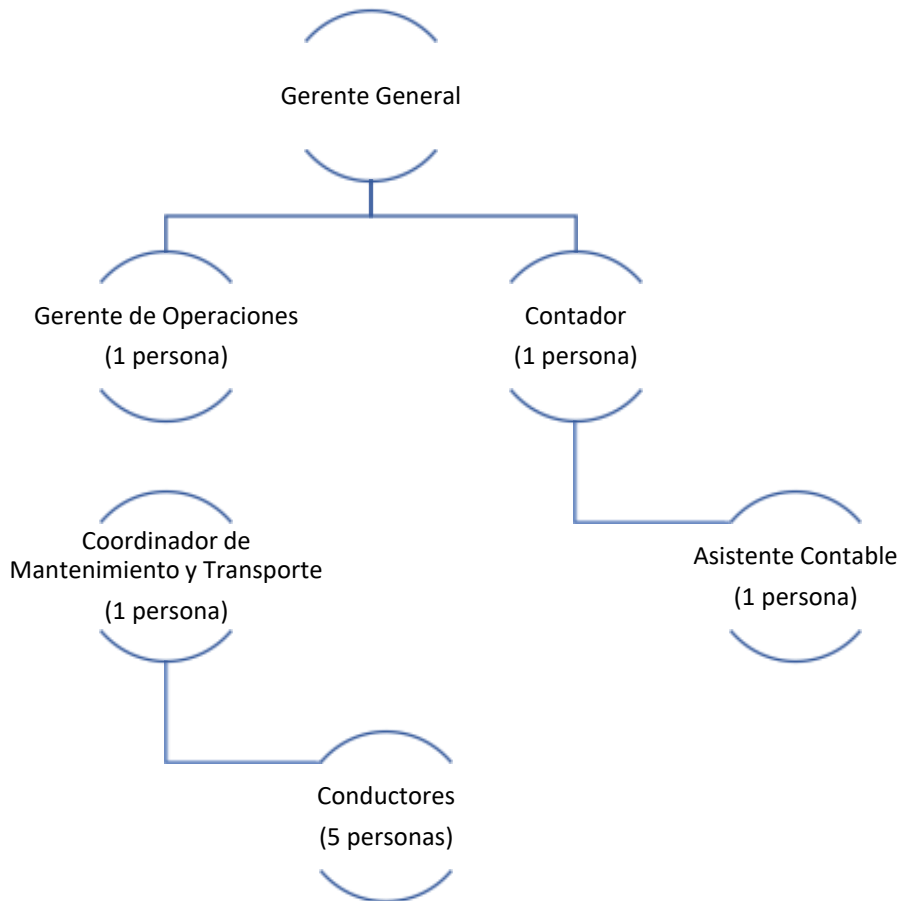 Gerente General
Gerente de Operaciones
(1 persona)
Contador
(1 persona)
Coordinador de
Mantenimiento y Transporte
(1 persona)
Asistente Contable
(1 persona)
Conductores
(5 personas)